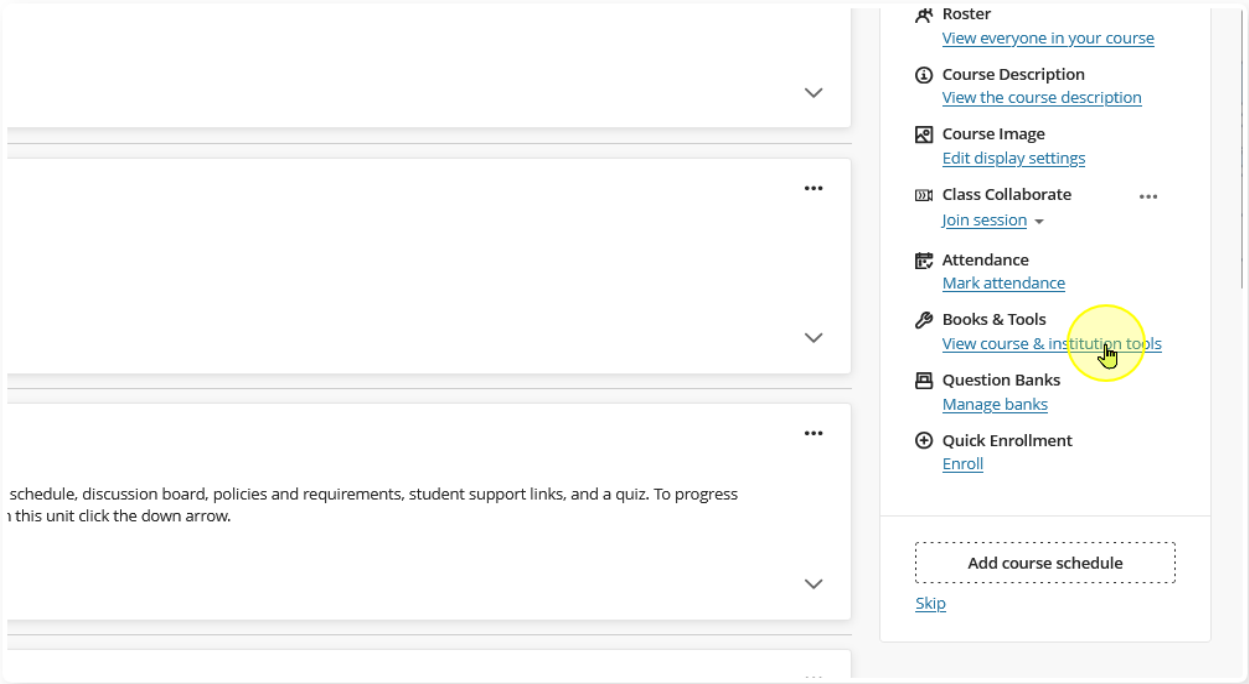 Roster
View everyone in your course
Course Description
View the course description
Course Image
Edit display settings
Class Collaborate
Join session
Attendance
Mark attendance
Books & Tools
View course & institution tools
Question Banks
Manage banks
Quick Enrollment
Enroll
schedule, discussion board, policies and requirements, student support links, and a quiz. To progress
this unit click the down arrow.
Add course schedule
Skip